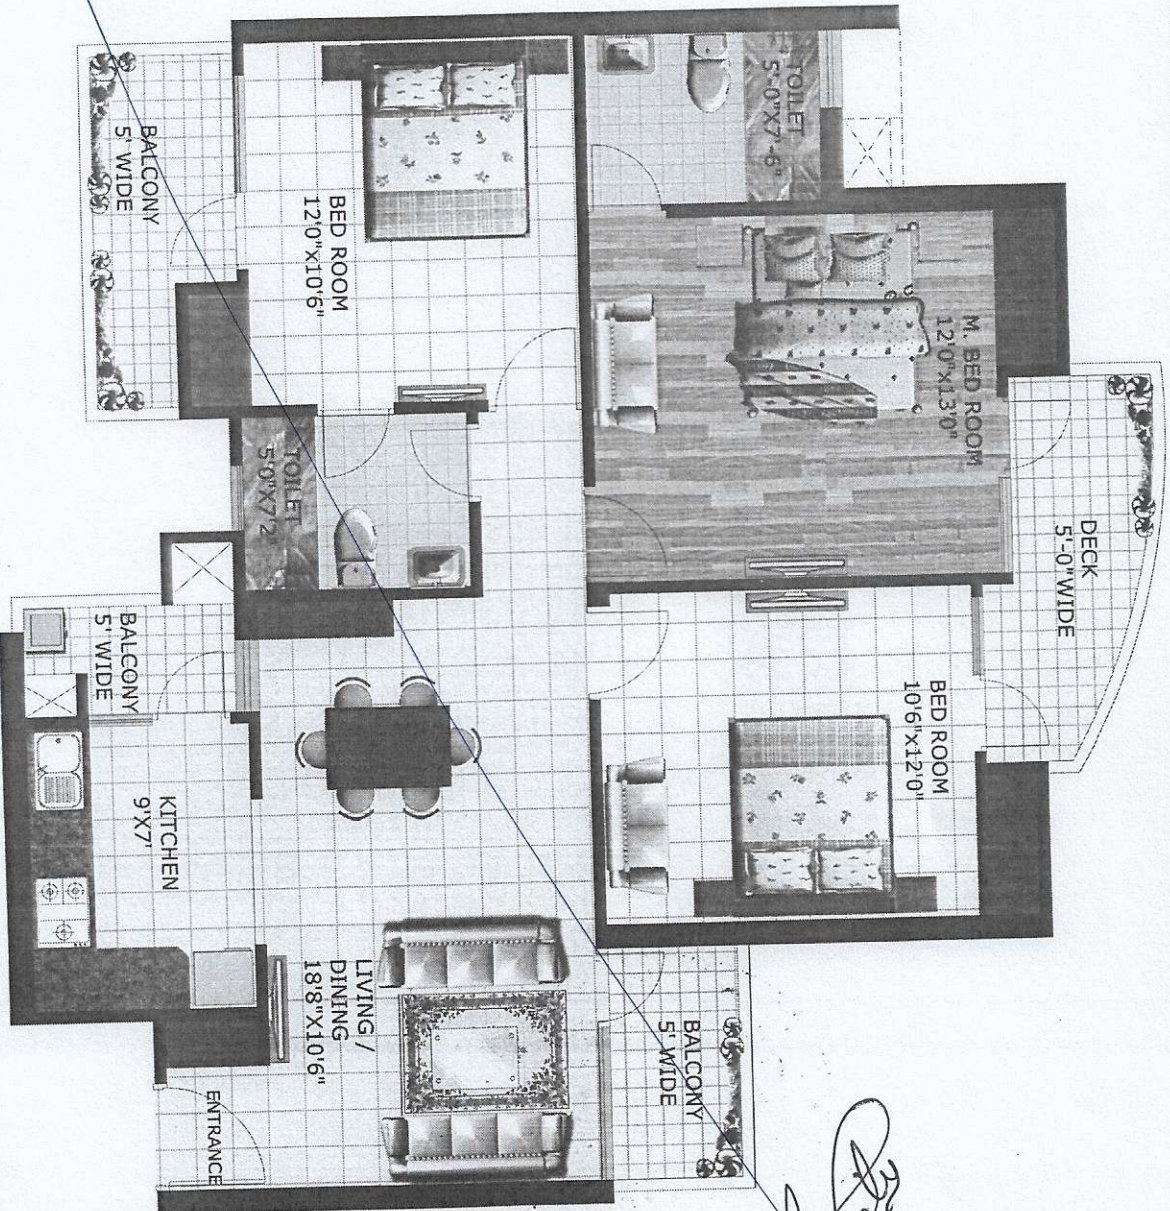 TOILET
5'-0"X7'-6"
BALCONY
5' WIDE
BED ROOM
12'0"x10'6"
M. BED ROOM
12'0"x13'0"
DECK
5'-0"WIDE
TOILET
5'0"X7'2
BALCONY
5' WIDE
BED ROOM
10'6"x12'0"
KITCHEN
9'X7'
LIVING /
DINING
18'8"X10'6"
BALCONY
5' WIDE
ENTRANCE